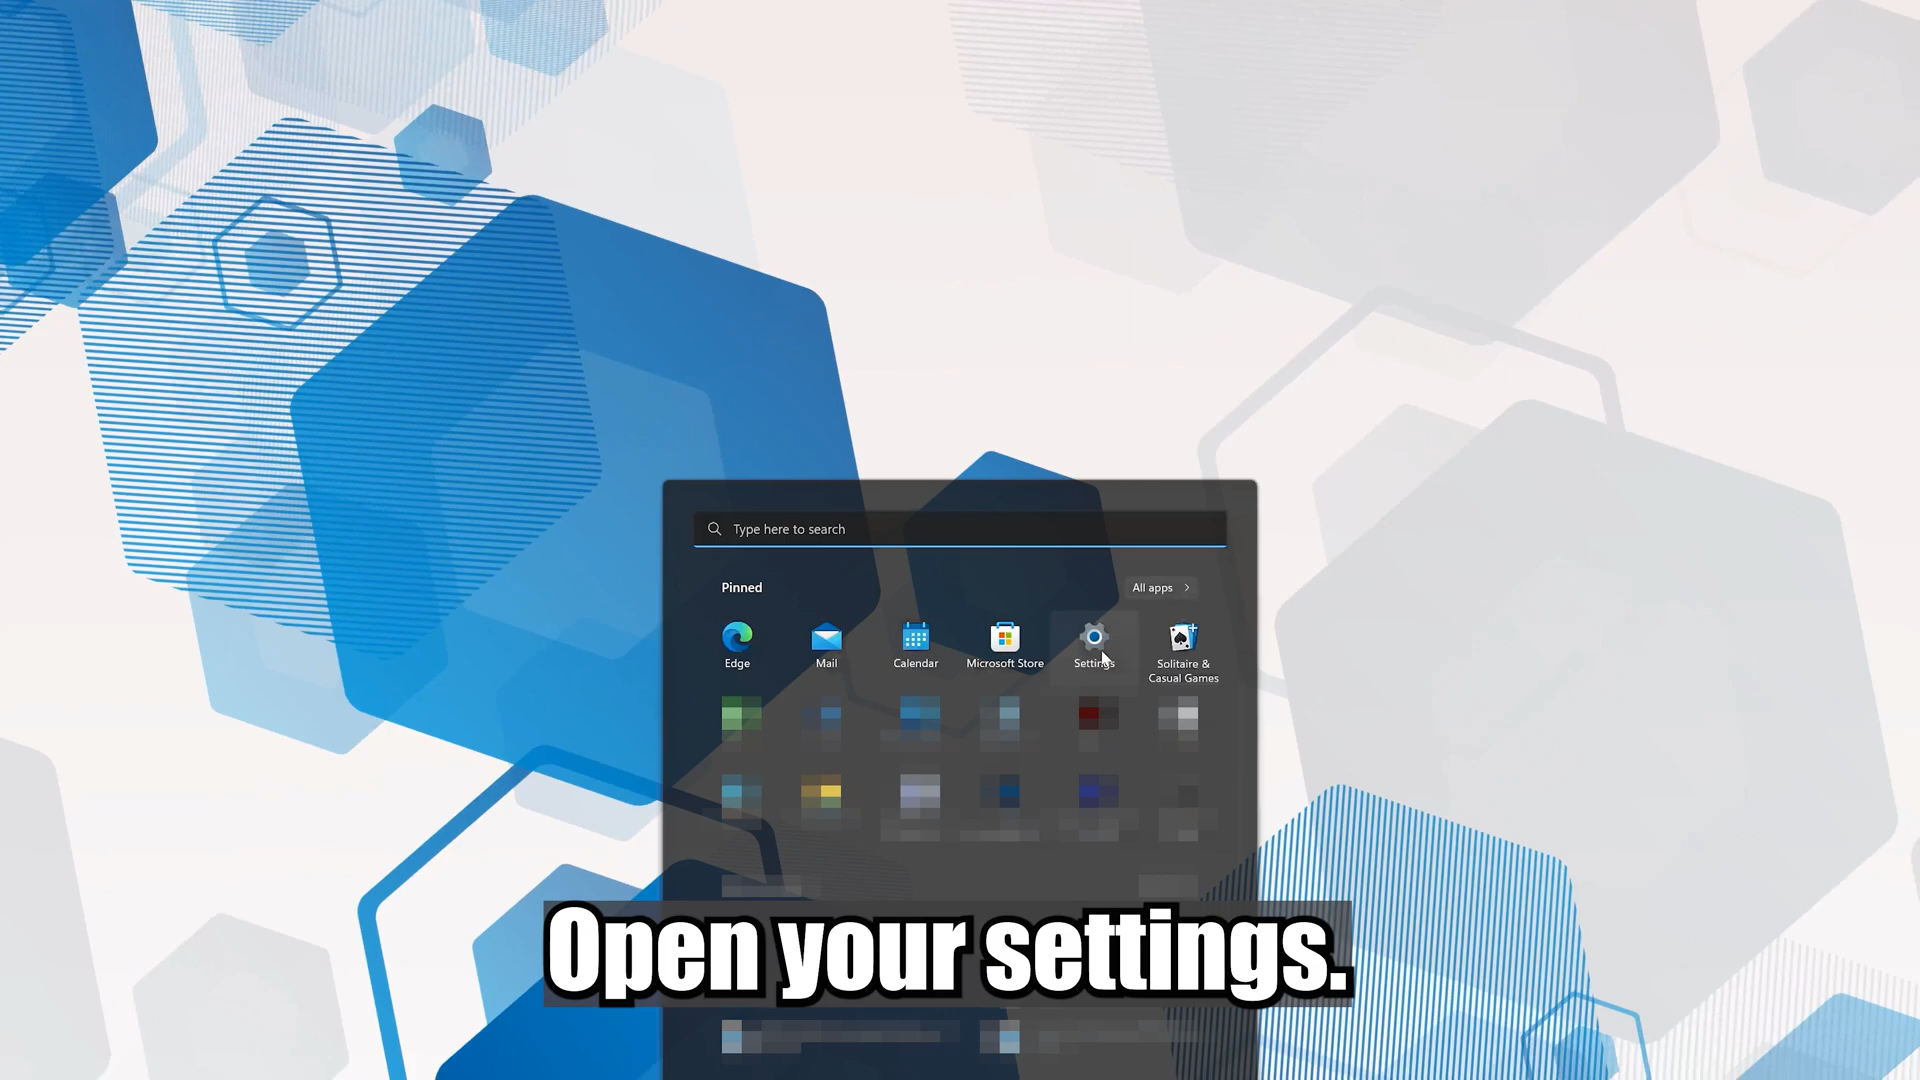 Type here to search
Pinned
All apps
Edge
Mail
Calendar
Microsoft Store
Settings
Solitaire &
Casual Games
Open your settings.